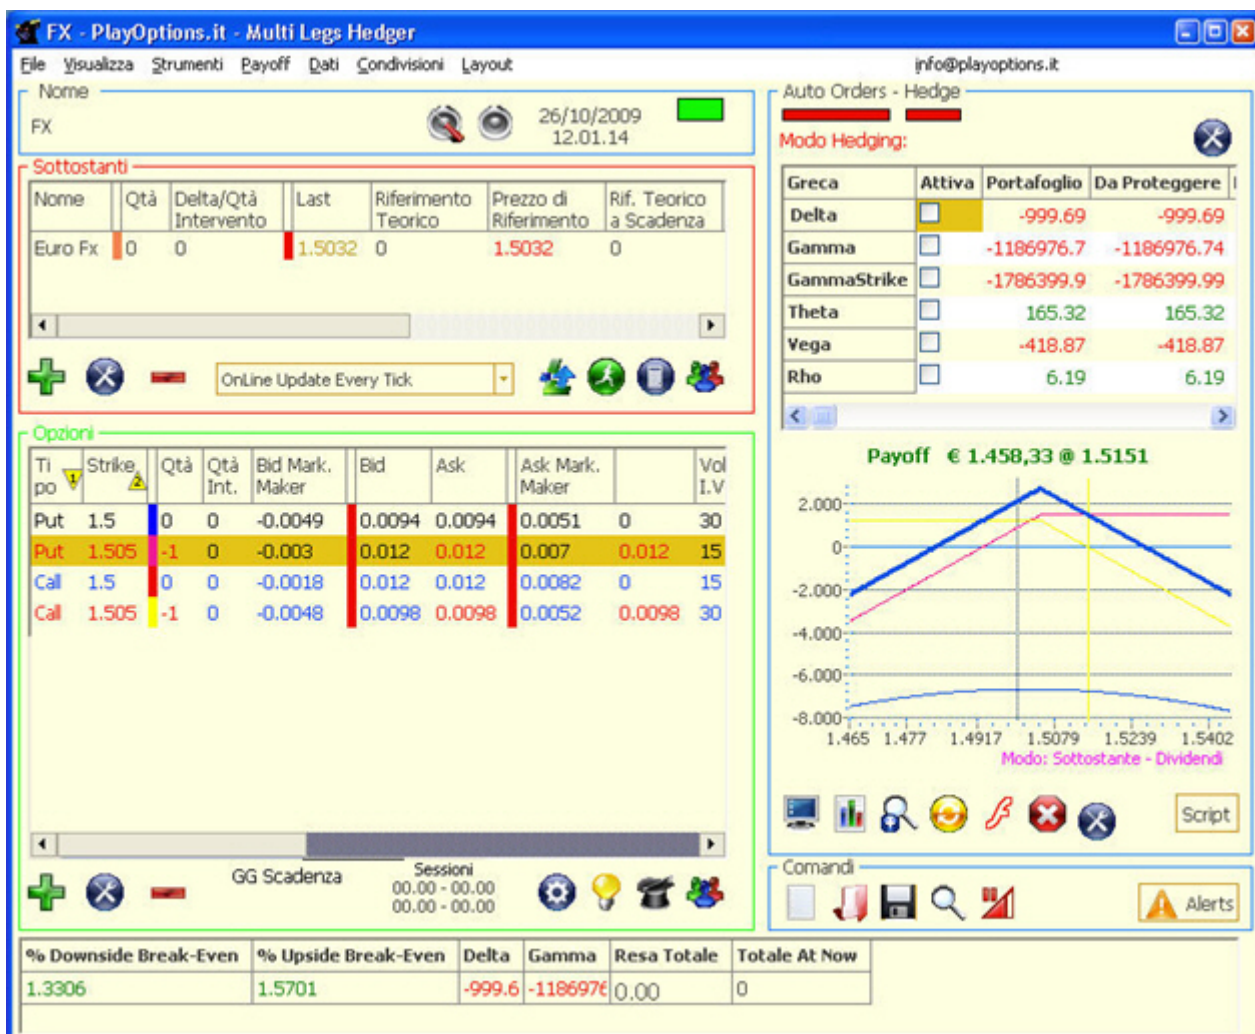 FX - PlayOptions.it - Multi Legs Hedger
File Visualizza Strumenti Payoff Dati Condivisioni Layout info@playoptions.it
Nome
FX
26/10/2009
12.01.14
Sottostanti
Nome Qtà Delta/Qtà Intervento Last Riferimento Teorico Prezzo di Riferimento Rif. Teorico a Scadenza
Euro Fx 0 0 1.5032 0 1.5032 0
OnLine Update Every Tick
Opzioni
Ti po 1 Strike 2 Qtà Qtà Int. Bid Mark. Maker Bid Ask Ask Mark. Maker Vol I.V
Put 1.5 0 0 -0.0049 0.0094 0.0094 0.0051 0 30
Put 1.505 -1 0 -0.003 0.012 0.012 0.007 0.012 15
Call 1.5 0 0 -0.0018 0.012 0.012 0.0082 0 15
Call 1.505 -1 0 -0.0048 0.0098 0.0098 0.0052 0.0098 30
GG Scadenza
Sessioni
00.00 - 00.00
00.00 - 00.00
Auto Orders - Hedge
Modo Hedging:
Greca Attiva Portafoglio Da Proteggere
Delta -999.69 -999.69
Gamma -1186976.7 -1186976.74
GammaStrike -1786399.9 -1786399.99
Theta 165.32 165.32
Vega -418.87 -418.87
Rho 6.19 6.19
Payoff € 1.458,33 @ 1.5151
2.000
0
-2.000
-4.000
-6.000
-8.000
1.465 1.477 1.4917 1.5079 1.5239 1.5402
Modo: Sottostante - Dividendi
Script
Comandi
Alerts
% Downside Break-Even % Upside Break-Even Delta Gamma Resa Totale Totale At Now
1.3306 1.5701 -999.6 -1186976 0.00 0